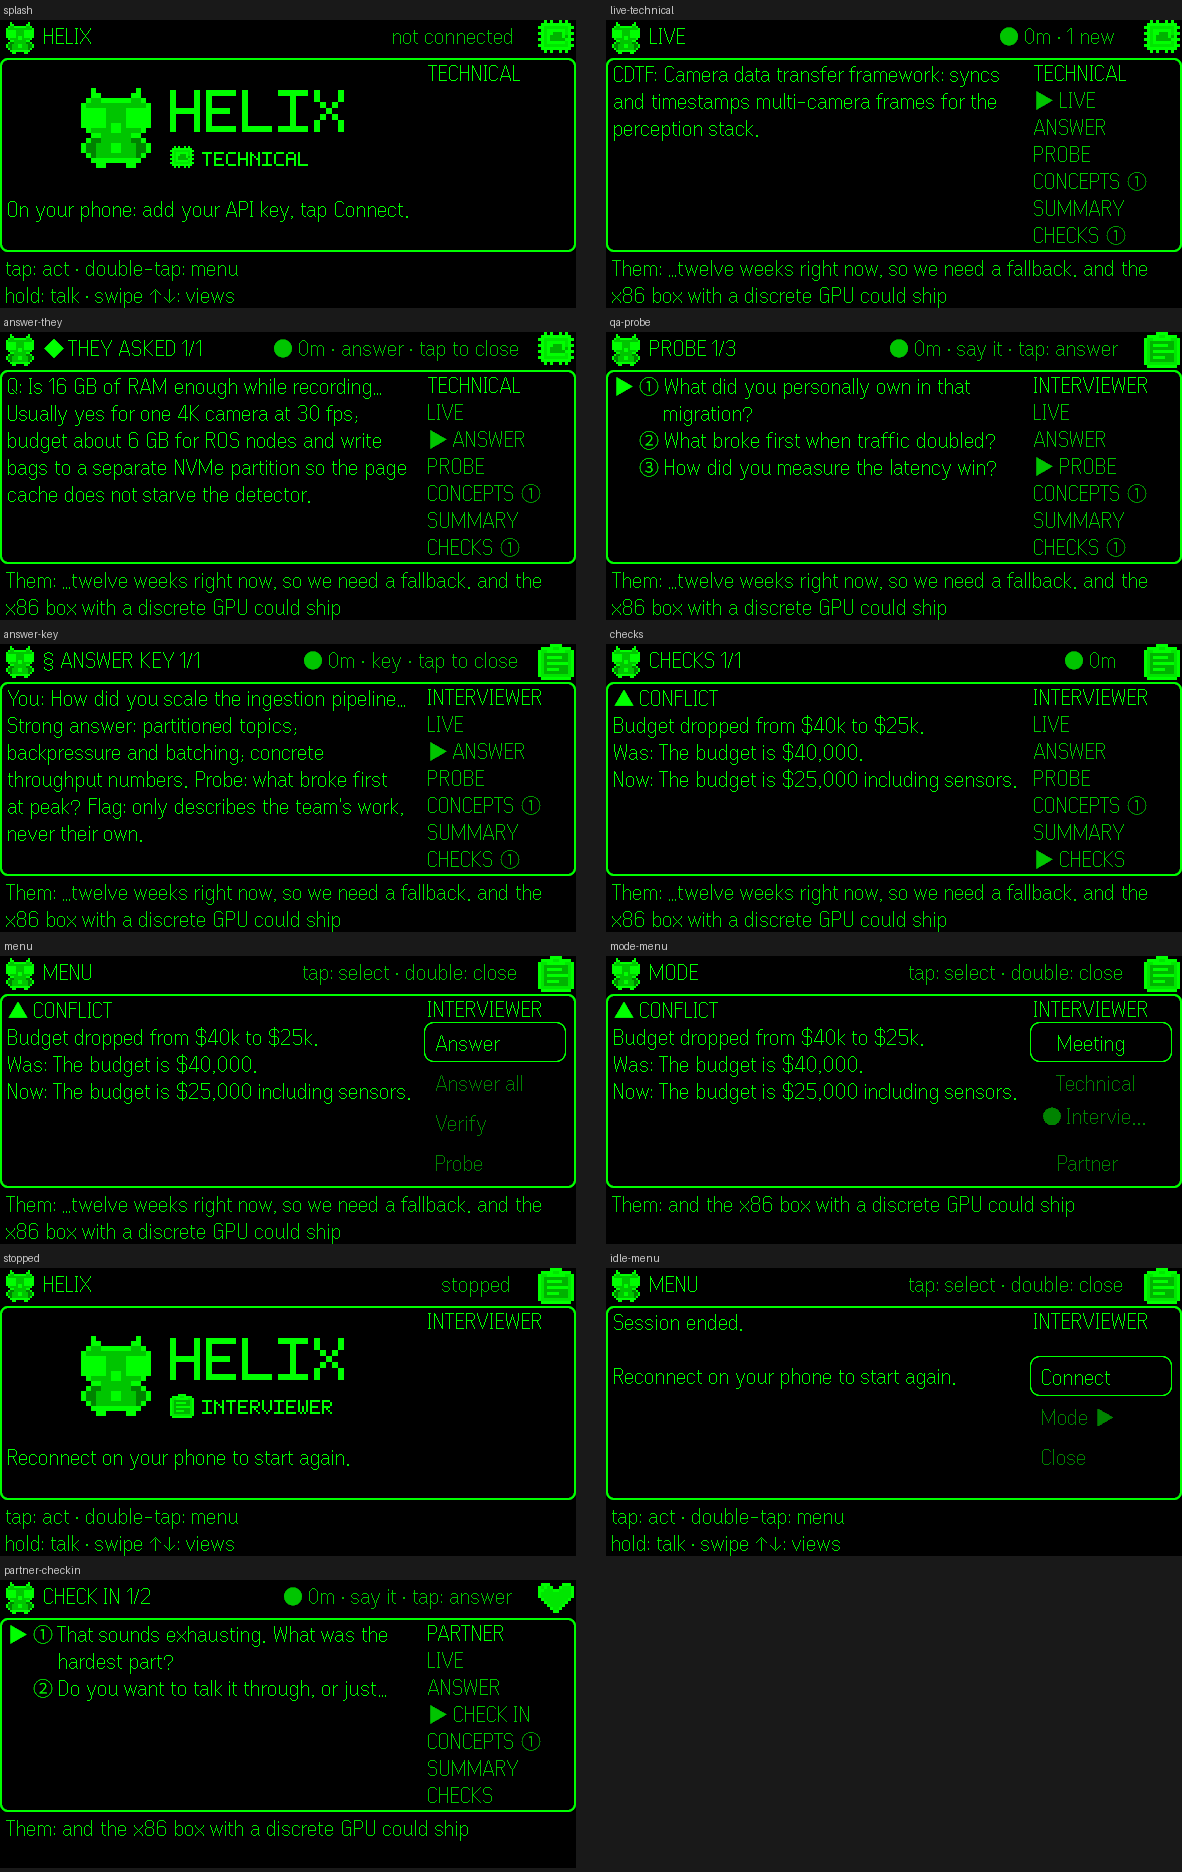 splash
HELIX
not connected
TECHNICAL
HELIX
TECHNICAL
On your phone: add your API key, tap Connect.
tap: act · double-tap: menu
hold: talk · swipe ↑↓: views
live-technical
LIVE
● 0m · 1 new
CDTF: Camera data transfer framework: syncs
and timestamps multi-camera frames for the
perception stack.
TECHNICAL
▶ LIVE
ANSWER
PROBE
CONCEPTS ①
SUMMARY
CHECKS ①
Them: …twelve weeks right now, so we need a fallback. and the
x86 box with a discrete GPU could ship
answer-they
◆ THEY ASKED 1/1
● 0m · answer · tap to close
Q: Is 16 GB of RAM enough while recording…
Usually yes for one 4K camera at 30 fps;
budget about 6 GB for ROS nodes and write
bags to a separate NVMe partition so the page
cache does not starve the detector.
TECHNICAL
LIVE
▶ ANSWER
PROBE
CONCEPTS ①
SUMMARY
CHECKS ①
Them: …twelve weeks right now, so we need a fallback. and the
x86 box with a discrete GPU could ship
qa-probe
PROBE 1/3
● 0m · say it · tap: answer
▶ ① What did you personally own in that
migration?
② What broke first when traffic doubled?
③ How did you measure the latency win?
INTERVIEWER
LIVE
ANSWER
▶ PROBE
CONCEPTS ①
SUMMARY
CHECKS ①
Them: …twelve weeks right now, so we need a fallback. and the
x86 box with a discrete GPU could ship
answer-key
§ ANSWER KEY 1/1
● 0m · key · tap to close
You: How did you scale the ingestion pipeline…
Strong answer: partitioned topics;
backpressure and batching; concrete
throughput numbers. Probe: what broke first
at peak? Flag: only describes the team's work,
never their own.
INTERVIEWER
LIVE
▶ ANSWER
PROBE
CONCEPTS ①
SUMMARY
CHECKS ①
Them: …twelve weeks right now, so we need a fallback. and the
x86 box with a discrete GPU could ship
checks
CHECKS 1/1
● 0m
▲ CONFLICT
Budget dropped from $40k to $25k.
Was: The budget is $40,000.
Now: The budget is $25,000 including sensors.
INTERVIEWER
LIVE
ANSWER
PROBE
CONCEPTS ①
SUMMARY
▶ CHECKS
Them: …twelve weeks right now, so we need a fallback. and the
x86 box with a discrete GPU could ship
menu
MENU
tap: select · double: close
▲ CONFLICT
Budget dropped from $40k to $25k.
Was: The budget is $40,000.
Now: The budget is $25,000 including sensors.
INTERVIEWER
Answer
Answer all
Verify
Probe
Them: …twelve weeks right now, so we need a fallback. and the
x86 box with a discrete GPU could ship
mode-menu
MODE
tap: select · double: close
▲ CONFLICT
Budget dropped from $40k to $25k.
Was: The budget is $40,000.
Now: The budget is $25,000 including sensors.
INTERVIEWER
Meeting
Technical
● Intervie…
Partner
Them: and the x86 box with a discrete GPU could ship
stopped
HELIX
stopped
INTERVIEWER
HELIX
INTERVIEWER
Reconnect on your phone to start again.
tap: act · double-tap: menu
hold: talk · swipe ↑↓: views
idle-menu
MENU
tap: select · double: close
Session ended.
Reconnect on your phone to start again.
INTERVIEWER
Connect
Mode ▶
Close
tap: act · double-tap: menu
hold: talk · swipe ↑↓: views
partner-checkin
CHECK IN 1/2
● 0m · say it · tap: answer
▶ ① That sounds exhausting. What was the
hardest part?
② Do you want to talk it through, or just…
PARTNER
LIVE
ANSWER
▶ CHECK IN
CONCEPTS ①
SUMMARY
CHECKS
Them: and the x86 box with a discrete GPU could ship